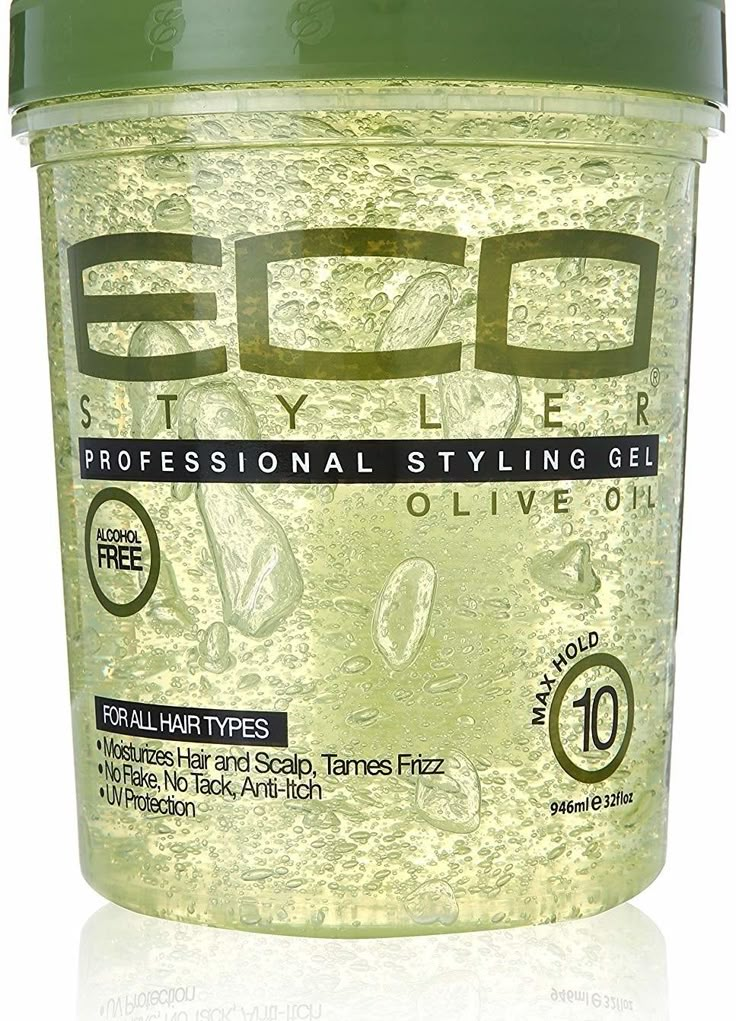 ECO
STYLER®
PROFESSIONAL STYLING GEL
OLIVE OIL
ALCOHOL
FREE
MAX HOLD
10
FOR ALL HAIR TYPES
•Moisturizes Hair and Scalp, Tames Frizz
•No Flake, No Tack, Anti-Itch
•UV Protection
946ml e 32floz